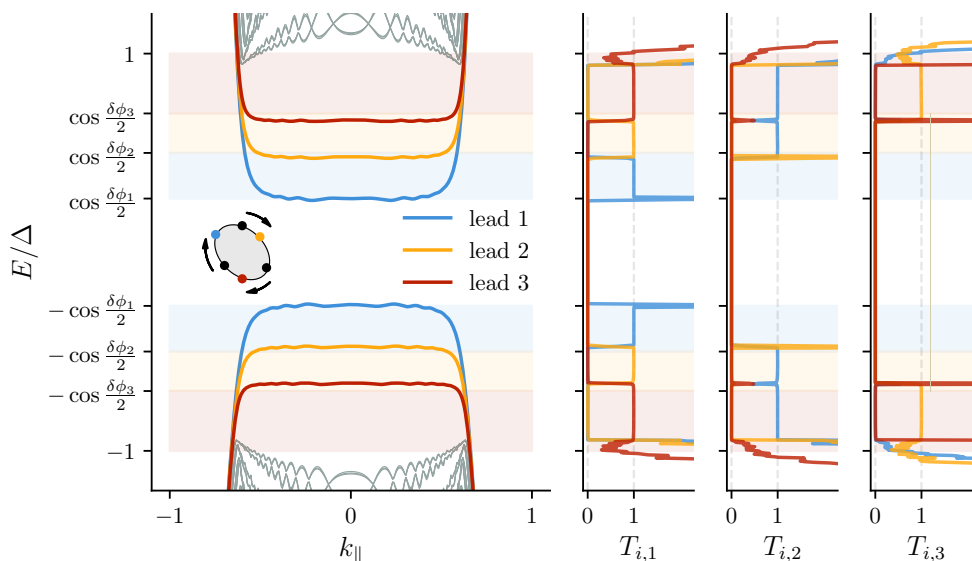 E/Δ
1
cos δϕ₃/2
cos δϕ₂/2
cos δϕ₁/2
− cos δϕ₁/2
− cos δϕ₂/2
− cos δϕ₃/2
−1
lead 1
lead 2
lead 3
−1 0 1
k∥
0 1
T_{i,1}
0 1
T_{i,2}
0 1
T_{i,3}